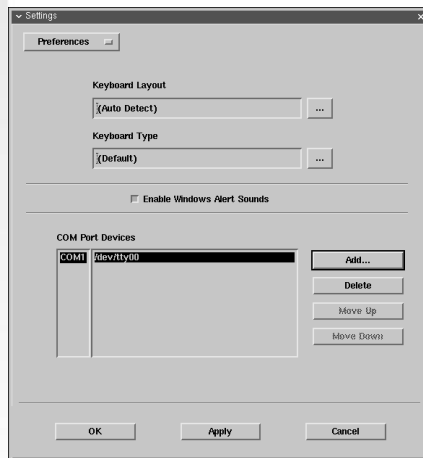 Settings
Preferences
Keyboard Layout
(Auto Detect) ...
Keyboard Type
(Default) ...
Enable Windows Alert Sounds
COM Port Devices
COM1 /dev/tty00
Add...
Delete
Move Up
Move Down
OK Apply Cancel